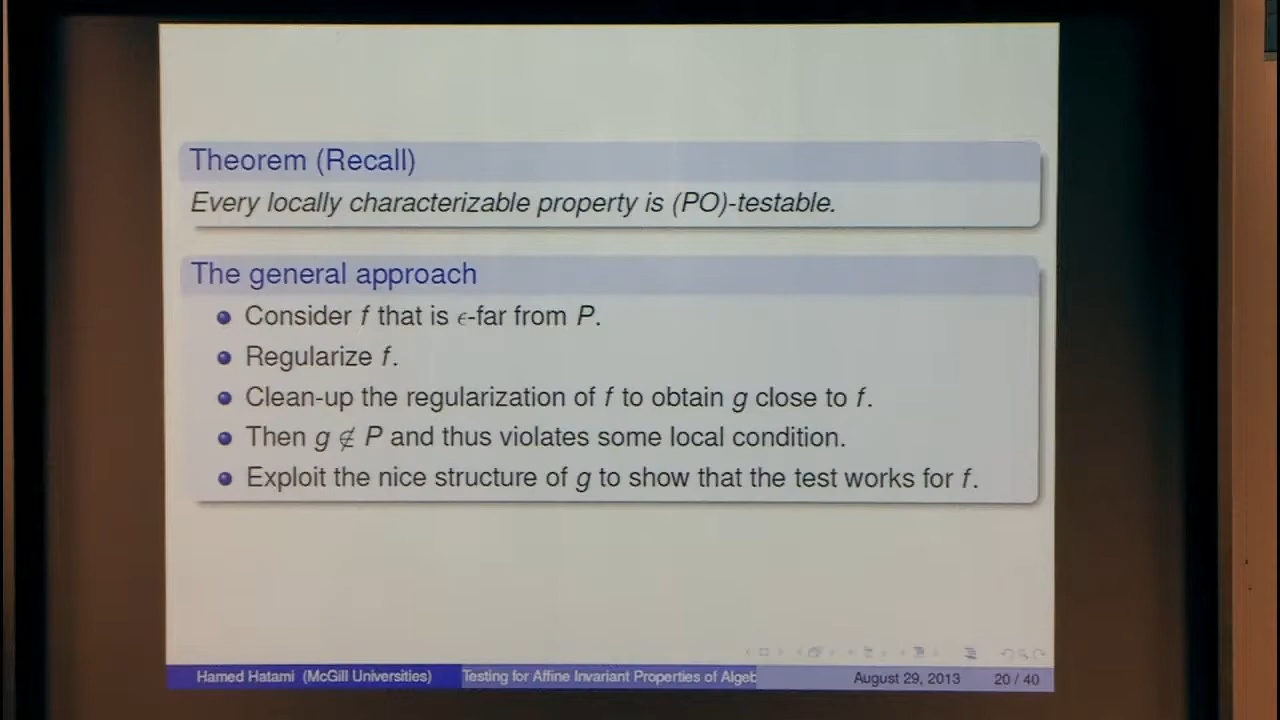 Theorem (Recall)
Every locally characterizable property is (PO)-testable.
The general approach
Consider f that is ϵ-far from P.
Regularize f.
Clean-up the regularization of f to obtain g close to f.
Then g ∉ P and thus violates some local condition.
Exploit the nice structure of g to show that the test works for f.
Hamed Hatami (McGill Universities) Testing for Affine Invariant Properties of Algeb August 29, 2013 20 / 40